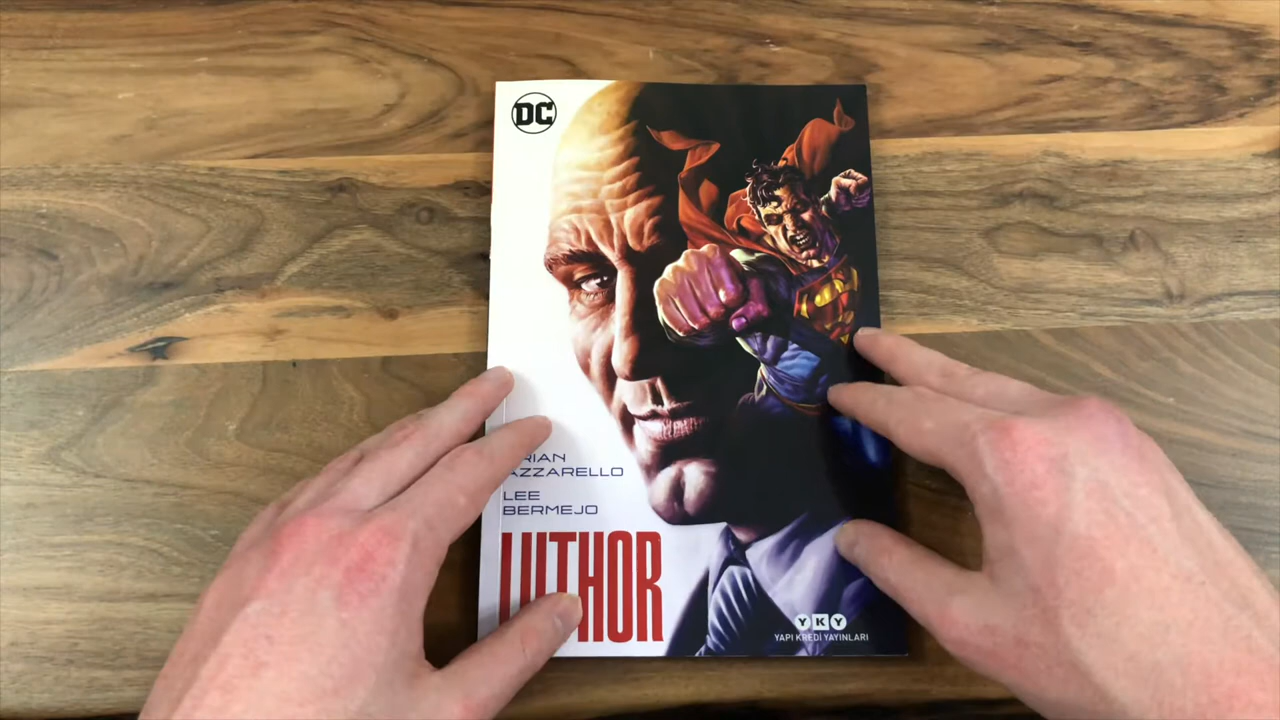 DC
RIAN
AZZARELLO
LEE
BERMEJO
LUTHOR
YKY
YAPI KREDİ YAYINLARI